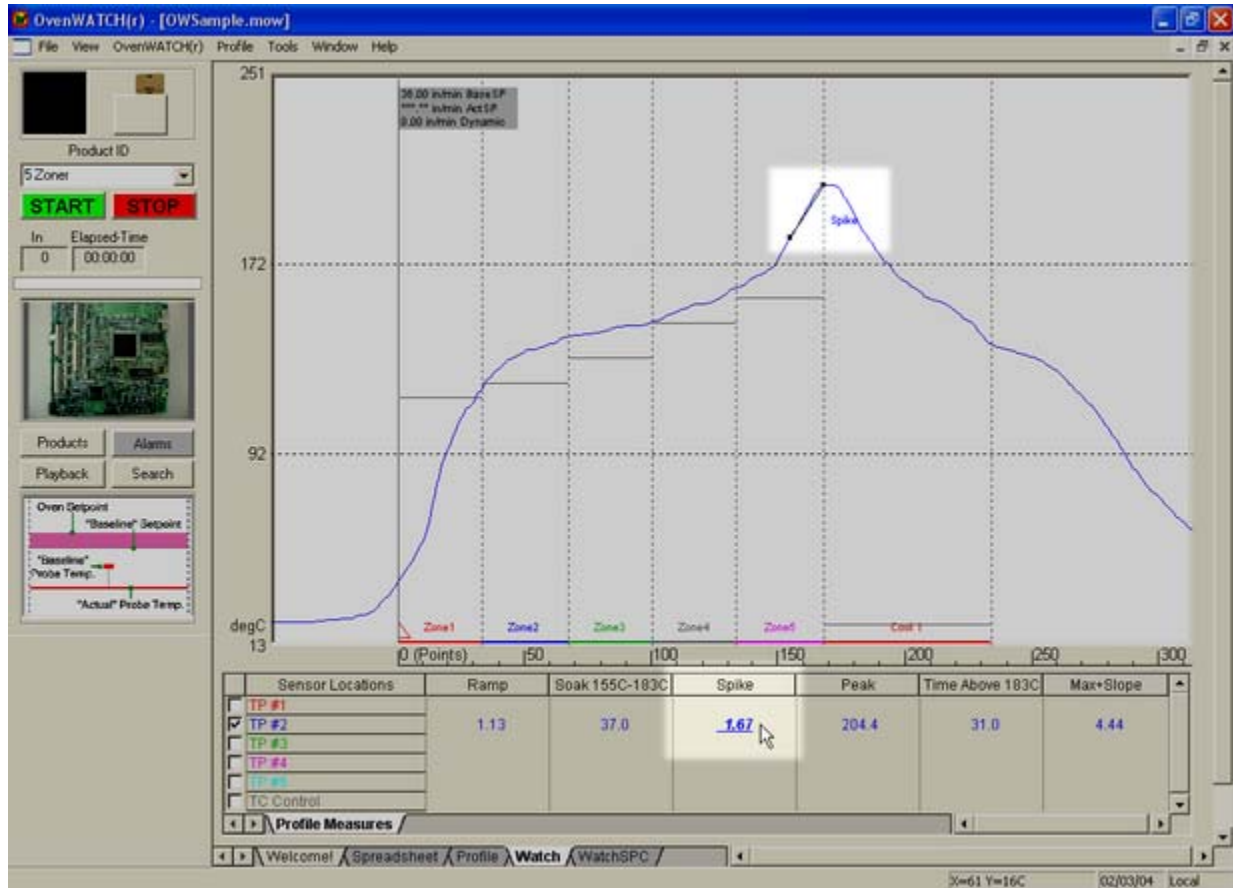 OvenWATCH(r) - [OWSample.mow]
File View OvenWATCH(r) Profile Tools Window Help
Product ID
5 Zoner
START STOP
In Elapsed-Time
0 00:00:00
Products Alarms
Playback Search
Oven Setpoint
"Baseline" Setpoint
"Baseline"
Probe Temp.
"Actual" Probe Temp.
251
36.00 in/min Base SP
***.** in/min Act SP
0.00 in/min Dynamic
Spike
172
92
degC
13
Zone1 Zone2 Zone3 Zone4 Zone5 Cool 1
0 (Points) 50 100 150 200 250 300
Sensor Locations Ramp Soak 155C-183C Spike Peak Time Above 183C Max+Slope
TP #1
TP #2 1.13 37.0 1.67 204.4 31.0 4.44
TP #3
TP #4
TP #5
TC Control
Profile Measures
Welcome! Spreadsheet Profile Watch WatchSPC
X=61 Y=16C 02/03/04 Local